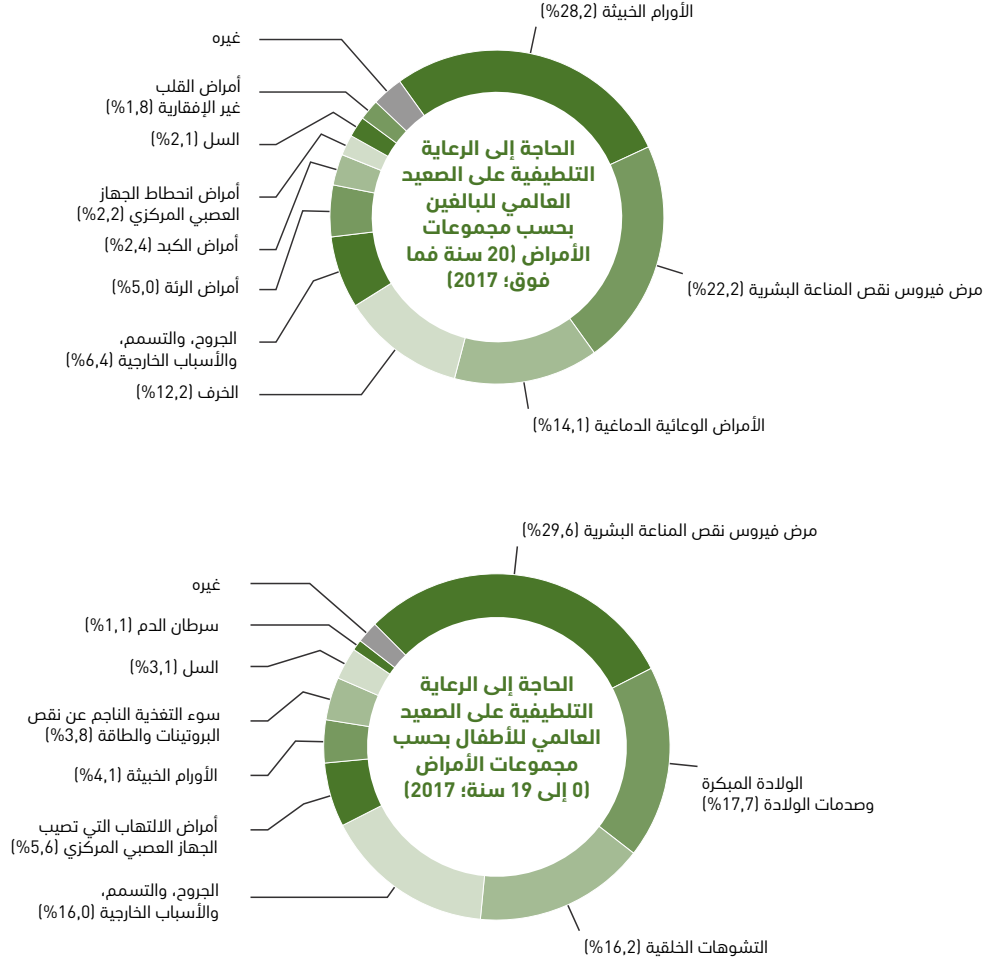 الأورام الخبيثة (28,2%)
غيره
أمراض القلب
غير الإفقارية (1,8%)
السل (2,1%)
أمراض انحطاط الجهاز
العصبي المركزي (2,2%)
أمراض الكبد (2,4%)
أمراض الرئة (5,0%)
الجروح، والتسمم،
والأسباب الخارجية (6,4%)
الخرف (12,2%)
الحاجة إلى الرعاية
التلطيفية على الصعيد
العالمي للبالغين
بحسب مجموعات
الأمراض (20 سنة فما
فوق؛ 2017)
مرض فيروس نقص المناعة البشرية (22,2%)
الأمراض الوعائية الدماغية (14,1%)
مرض فيروس نقص المناعة البشرية (29,6%)
غيره
سرطان الدم (1,1%)
السل (3,1%)
سوء التغذية الناجم عن نقص
البروتينات والطاقة (3,8%)
الأورام الخبيثة (4,1%)
أمراض الالتهاب التي تصيب
الجهاز العصبي المركزي (5,6%)
الجروح، والتسمم،
والأسباب الخارجية (16,0%)
الحاجة إلى الرعاية
التلطيفية على الصعيد
العالمي للأطفال بحسب
مجموعات الأمراض
(0 إلى 19 سنة؛ 2017)
الولادة المبكرة
وصدمات الولادة (17,7%)
التشوهات الخلقية (16,2%)